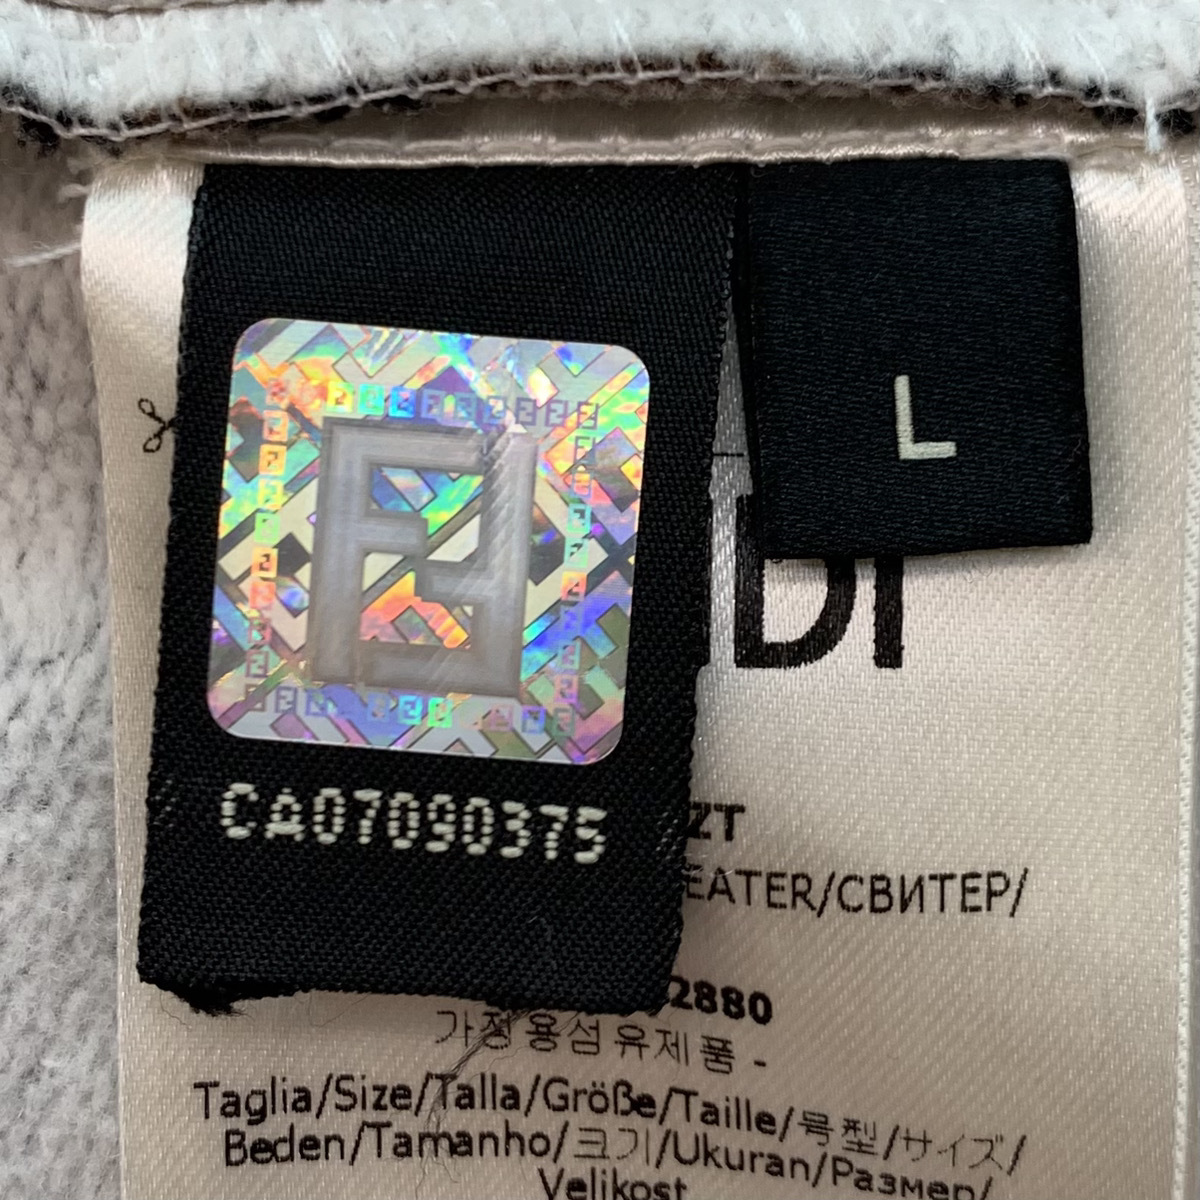 L
DI
CA07090375
ZT
EATER/СВИТЕР/
2880
가정용섬유제품 -
Taglia/Size/Talla/Größe/Taille/号型/サイズ/
Beden/Tamanho/크기/Ukuran/Размер/
Velikost